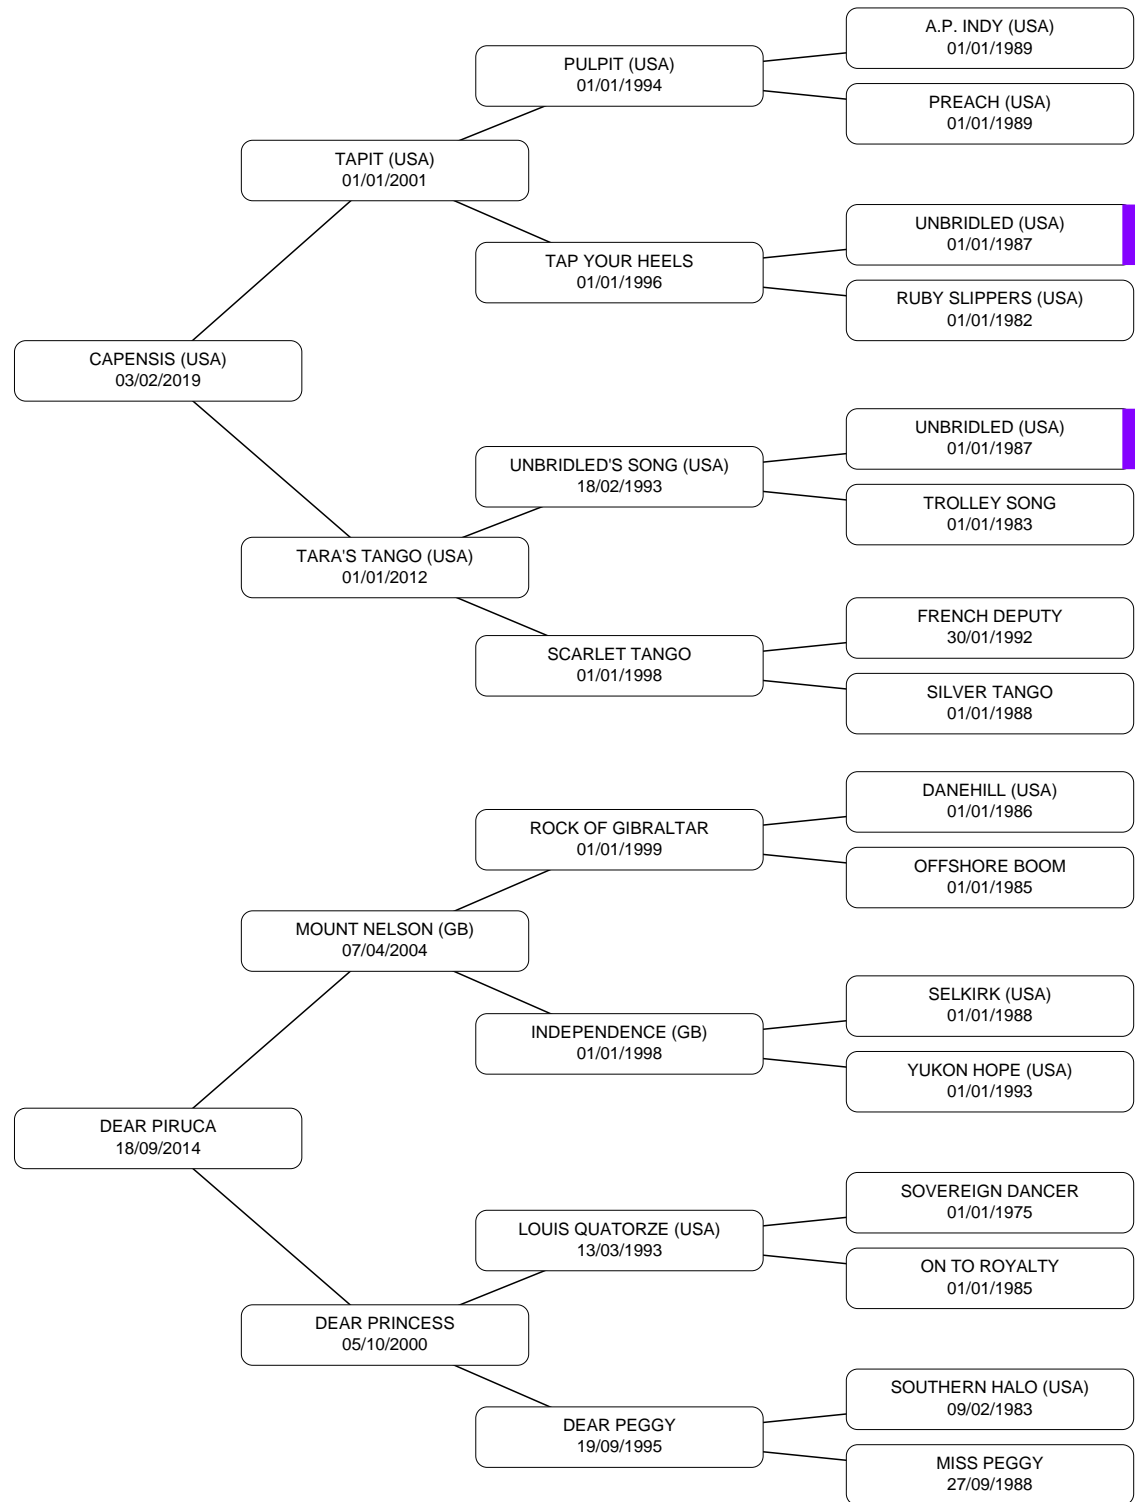 A.P. INDY (USA)
01/01/1989
PULPIT (USA)
01/01/1994
PREACH (USA)
01/01/1989
TAPIT (USA)
01/01/2001
UNBRIDLED (USA)
01/01/1987
TAP YOUR HEELS
01/01/1996
RUBY SLIPPERS (USA)
01/01/1982
CAPENSIS (USA)
03/02/2019
UNBRIDLED (USA)
01/01/1987
UNBRIDLED'S SONG (USA)
18/02/1993
TROLLEY SONG
01/01/1983
TARA'S TANGO (USA)
01/01/2012
FRENCH DEPUTY
30/01/1992
SCARLET TANGO
01/01/1998
SILVER TANGO
01/01/1988
DANEHILL (USA)
01/01/1986
ROCK OF GIBRALTAR
01/01/1999
OFFSHORE BOOM
01/01/1985
MOUNT NELSON (GB)
07/04/2004
SELKIRK (USA)
01/01/1988
INDEPENDENCE (GB)
01/01/1998
YUKON HOPE (USA)
01/01/1993
DEAR PIRUCA
18/09/2014
SOVEREIGN DANCER
01/01/1975
LOUIS QUATORZE (USA)
13/03/1993
ON TO ROYALTY
01/01/1985
DEAR PRINCESS
05/10/2000
SOUTHERN HALO (USA)
09/02/1983
DEAR PEGGY
19/09/1995
MISS PEGGY
27/09/1988